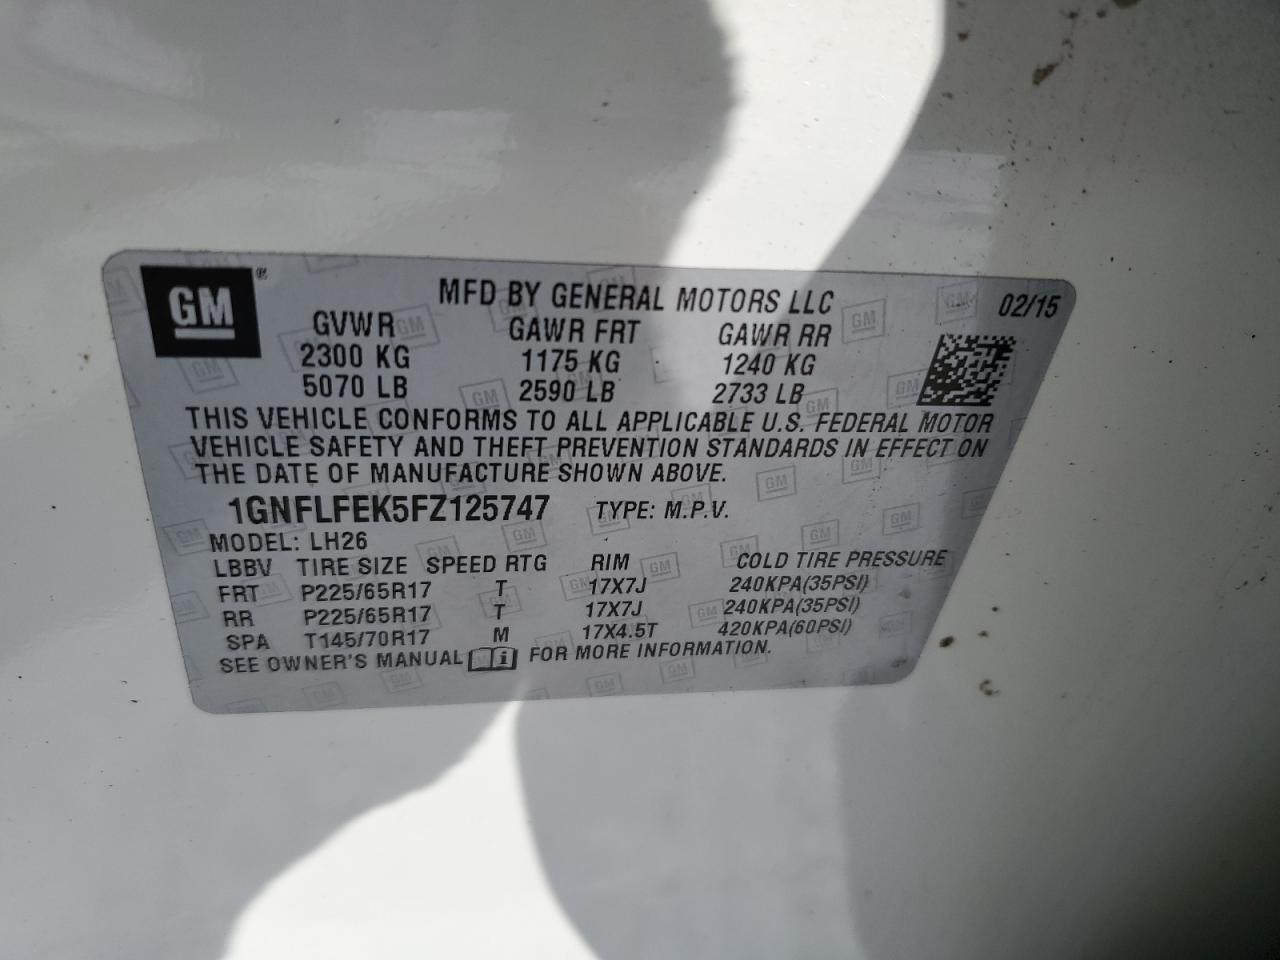 GM®
MFD BY GENERAL MOTORS LLC
02/15
GVWR GAWR FRT GAWR RR
2300 KG 1175 KG 1240 KG
5070 LB 2590 LB 2733 LB
THIS VEHICLE CONFORMS TO ALL APPLICABLE U.S. FEDERAL MOTOR
VEHICLE SAFETY AND THEFT PREVENTION STANDARDS IN EFFECT ON
THE DATE OF MANUFACTURE SHOWN ABOVE.
1GNFLFEK5FZ125747 TYPE: M.P.V.
MODEL: LH26
LBBV TIRE SIZE SPEED RTG RIM COLD TIRE PRESSURE
FRT P225/65R17 T 17X7J 240KPA(35PSI)
RR P225/65R17 T 17X7J 240KPA(35PSI)
SPA T145/70R17 M 17X4.5T 420KPA(60PSI)
SEE OWNER'S MANUAL i FOR MORE INFORMATION.